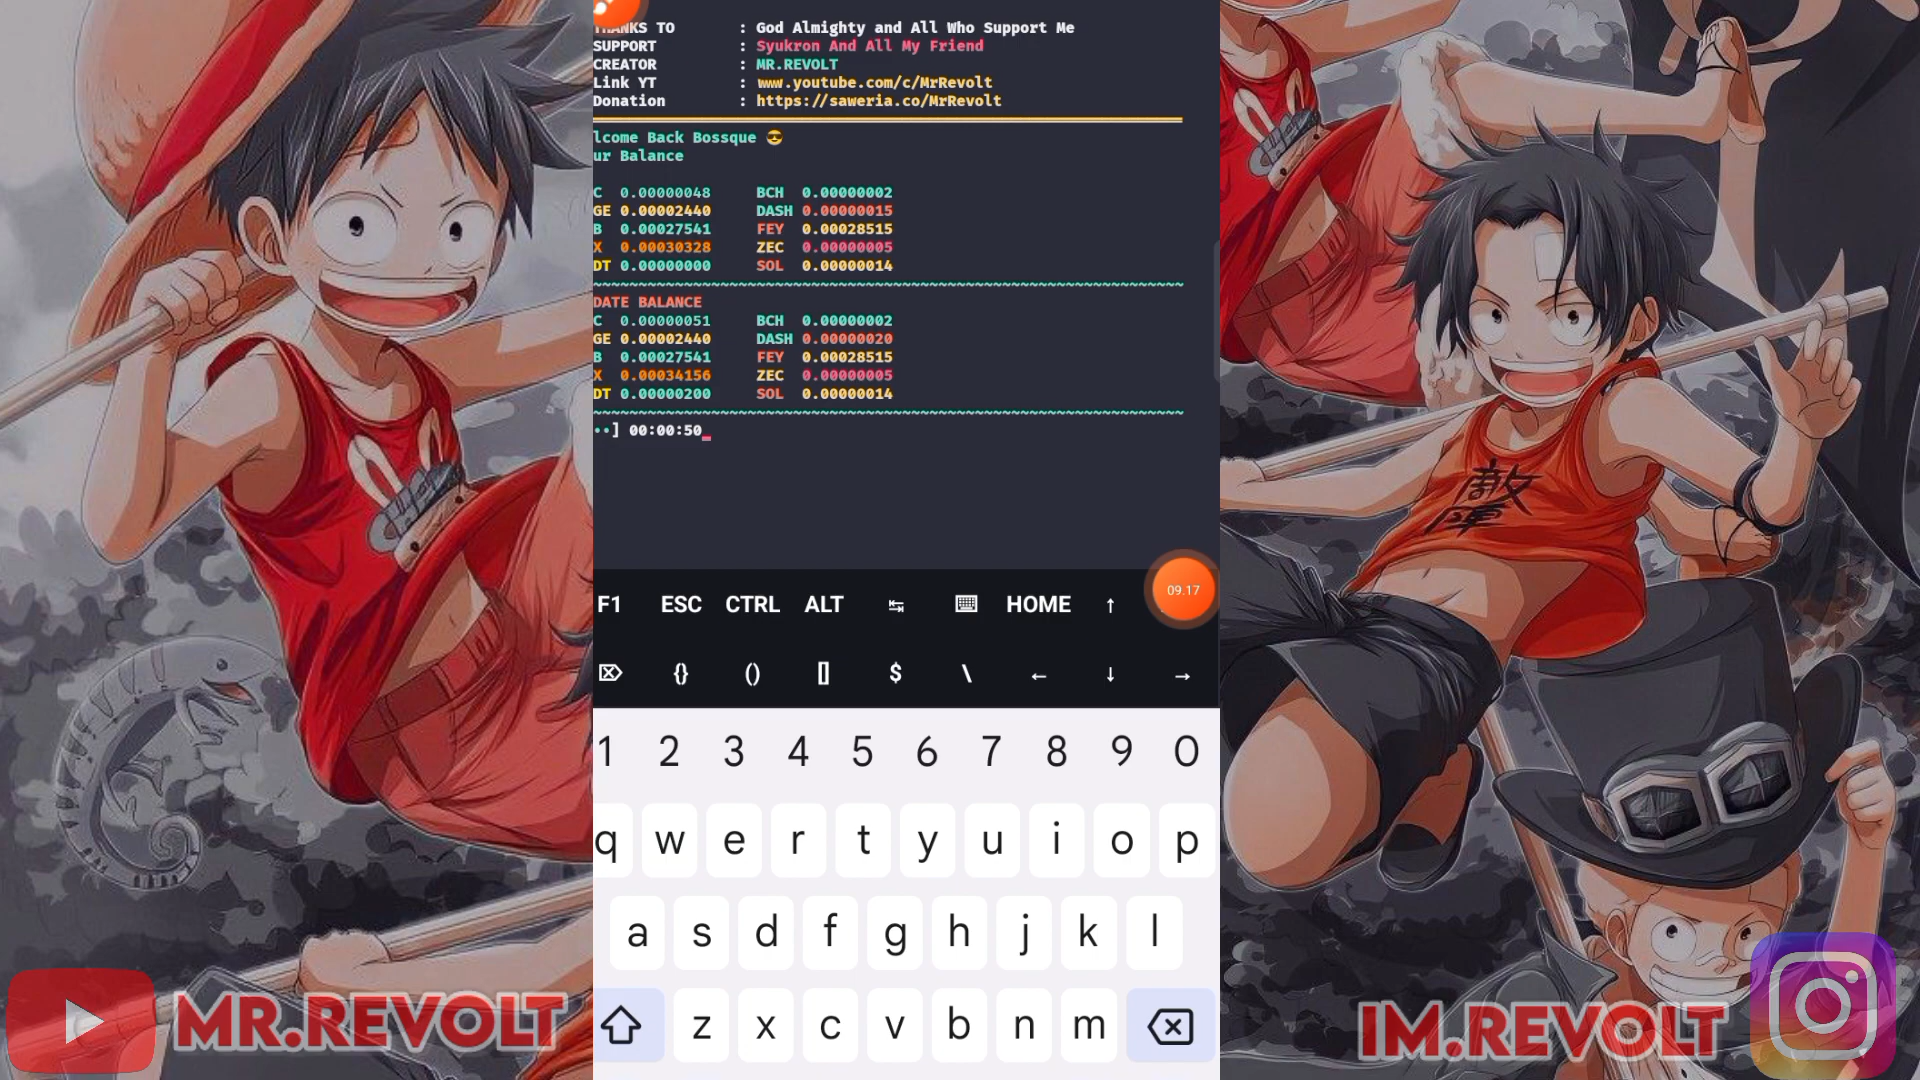 THANKS TO : God Almighty and All Who Support Me
SUPPORT : Syukron And All My Friend
CREATOR : MR.REVOLT
Link YT : www.youtube.com/c/MrRevolt
Donation : https://saweria.co/MrRevolt
lcome Back Bossque 😎
ur Balance
C 0.00000048 BCH 0.00000002
GE 0.00002440 DASH 0.00000015
B 0.00027541 FEY 0.00028515
X 0.00030328 ZEC 0.00000005
DT 0.00000000 SOL 0.00000014
DATE BALANCE
C 0.00000051 BCH 0.00000002
GE 0.00002440 DASH 0.00000020
B 0.00027541 FEY 0.00028515
X 0.00034156 ZEC 0.00000005
DT 0.00000200 SOL 0.00000014
••] 00:00:50_
09.17
F1 ESC CTRL ALT ↹ ⌨ HOME ↑
⌦ {} () [] $ \ ← ↓ →
1 2 3 4 5 6 7 8 9 0
q w e r t y u i o p
a s d f g h j k l
z x c v b n m
MR.REVOLT
IM.REVOLT